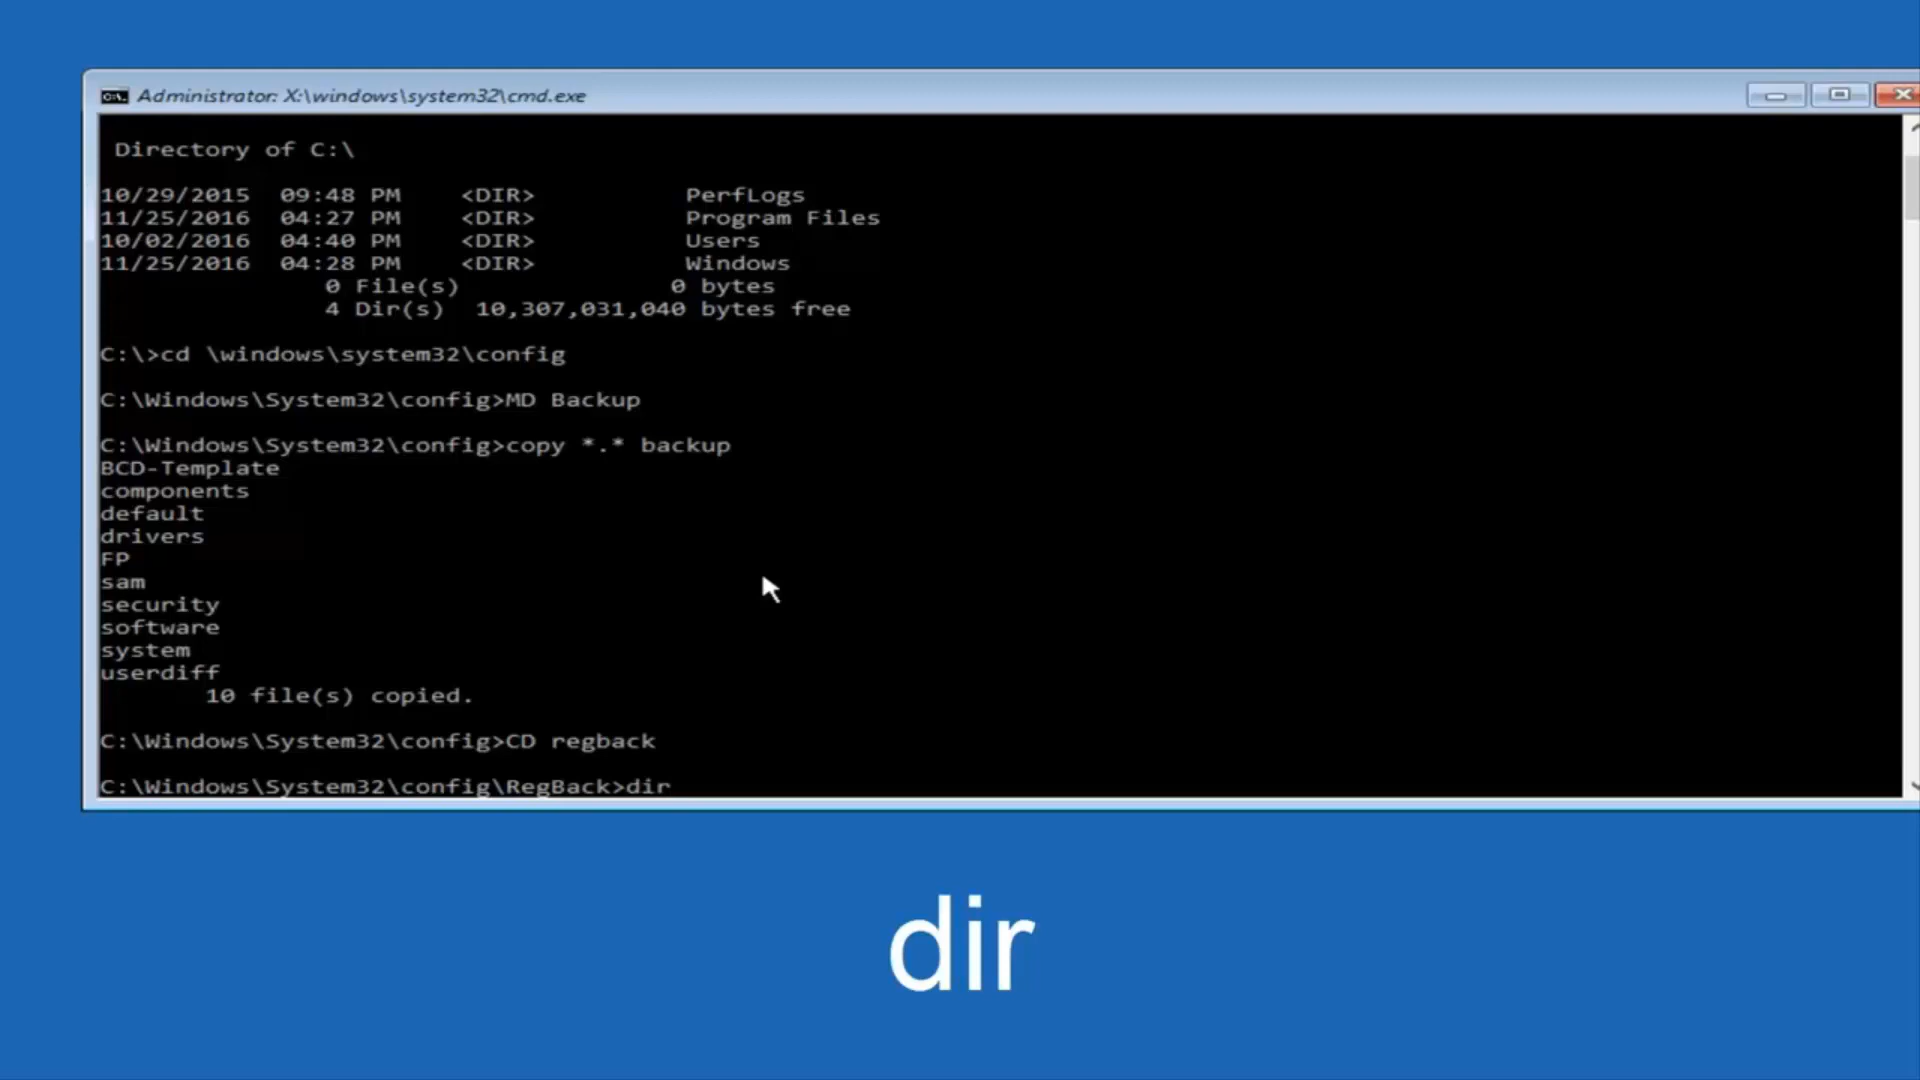 Administrator: X:\windows\system32\cmd.exe
Directory of C:\
10/29/2015  09:48 PM    <DIR>          PerfLogs
11/25/2016  04:27 PM    <DIR>          Program Files
10/02/2016  04:40 PM    <DIR>          Users
11/25/2016  04:28 PM    <DIR>          Windows
0 File(s)              0 bytes
4 Dir(s)  10,307,031,040 bytes free
C:\>cd \windows\system32\config
C:\Windows\System32\config>MD Backup
C:\Windows\System32\config>copy *.* backup
BCD-Template
components
default
drivers
FP
sam
security
software
system
userdiff
10 file(s) copied.
C:\Windows\System32\config>CD regback
C:\Windows\System32\config\RegBack>dir
dir